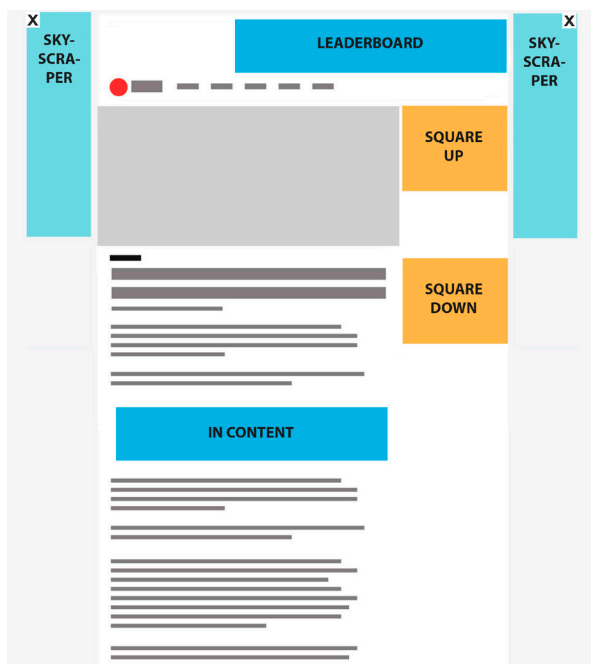 X
SKY-
SCRA-
PER
LEADERBOARD
X
SKY-
SCRA-
PER
SQUARE
UP
SQUARE
DOWN
IN CONTENT